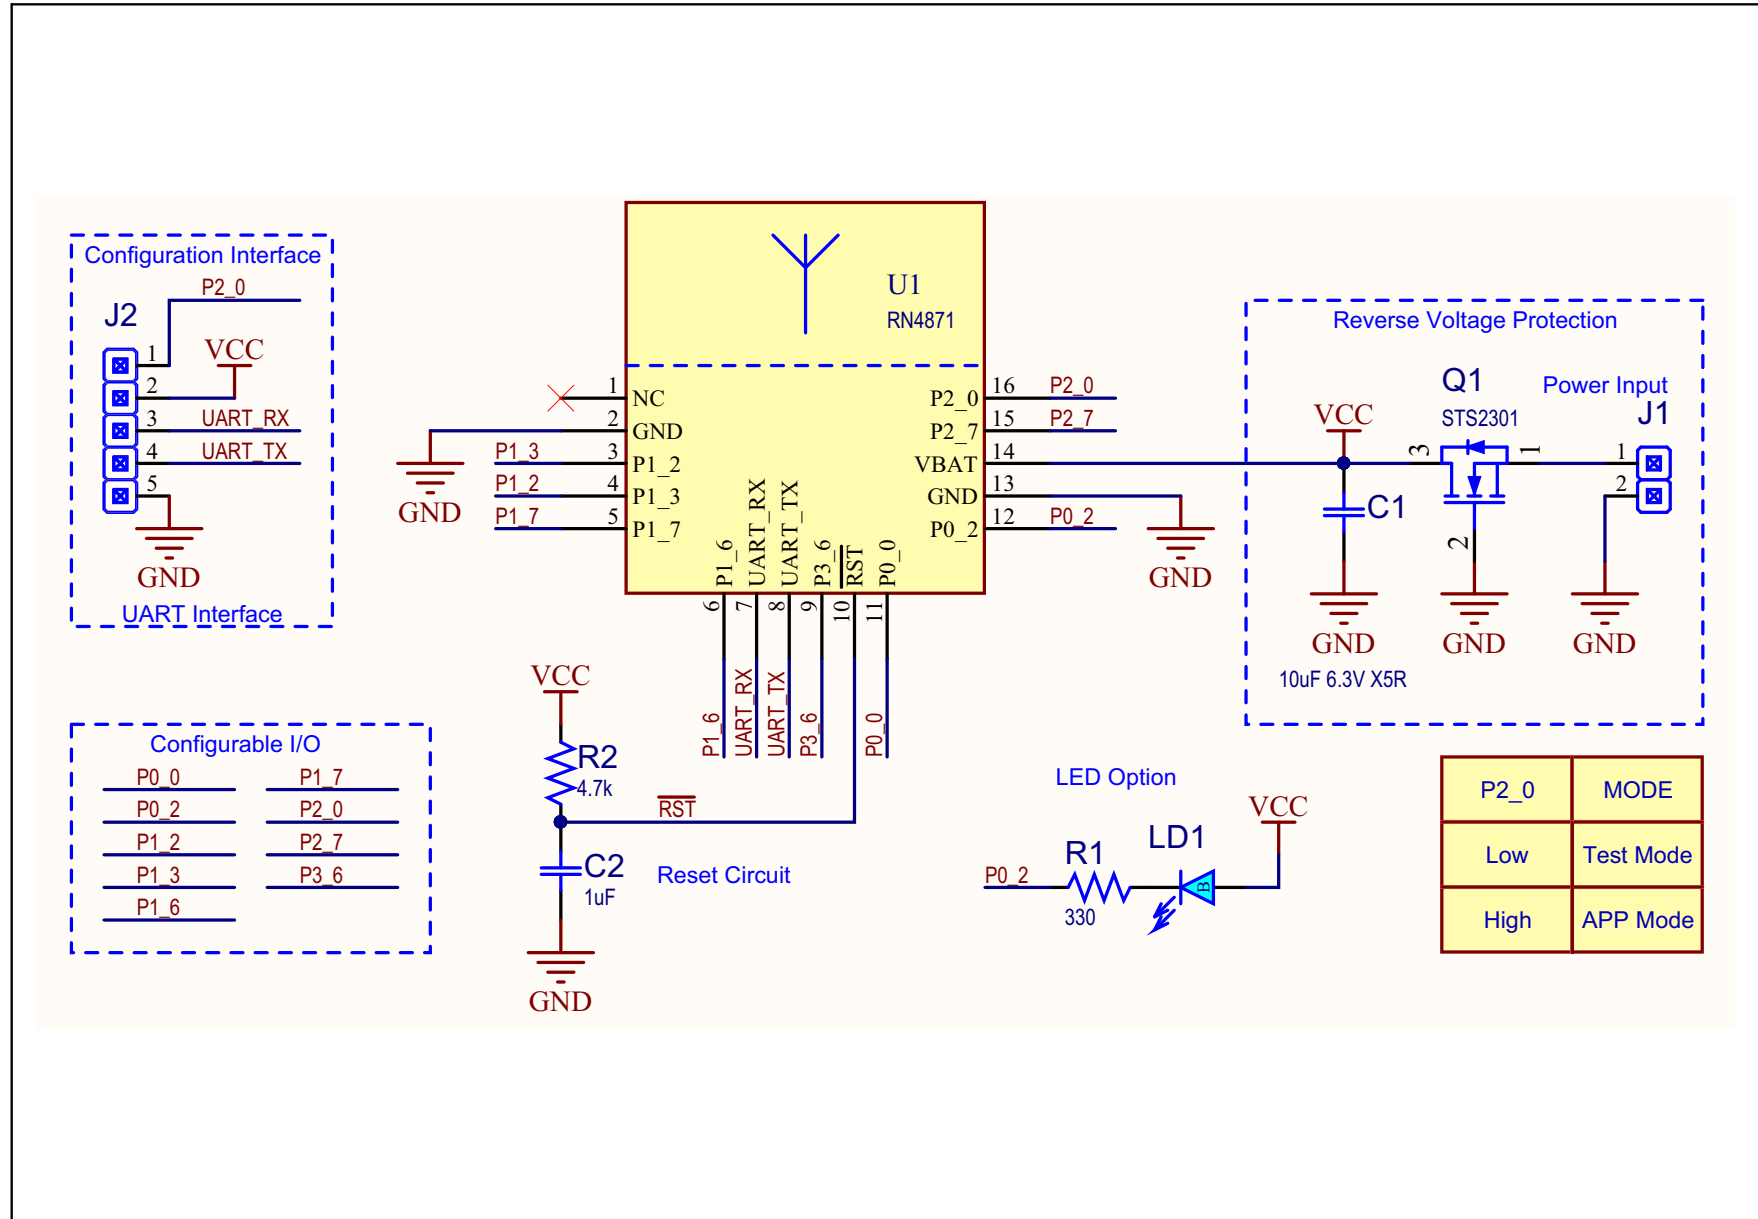 Configuration Interface
P2_0
J2
1
VCC
2
3
UART_RX
4
UART_TX
5
GND
UART Interface
U1
RN4871
1
NC
2
GND
GND
P1_3
3
P1_2
P1_2
4
P1_3
P1_7
5
P1_7
P2_0
16
P2_0
P2_7
15
P2_7
VBAT
14
GND
13
GND
P0_2
12
P0_2
P1_6
UART_RX
UART_TX
P3_6
RST
P0_0
6
7
8
9
10
11
P1_6
UART_RX
UART_TX
P3_6
P0_0
Reverse Voltage Protection
Q1
STS2301
Power Input
J1
VCC
3
1
1
2
C1
2
GND
GND
GND
10uF 6.3V X5R
VCC
R2
4.7k
RST
C2
1uF
Reset Circuit
GND
Configurable I/O
P0_0
P1_7
P0_2
P2_0
P1_2
P2_7
P1_3
P3_6
P1_6
LED Option
VCC
LD1
R1
P0_2
B
330
P2_0 MODE
Low Test Mode
High APP Mode